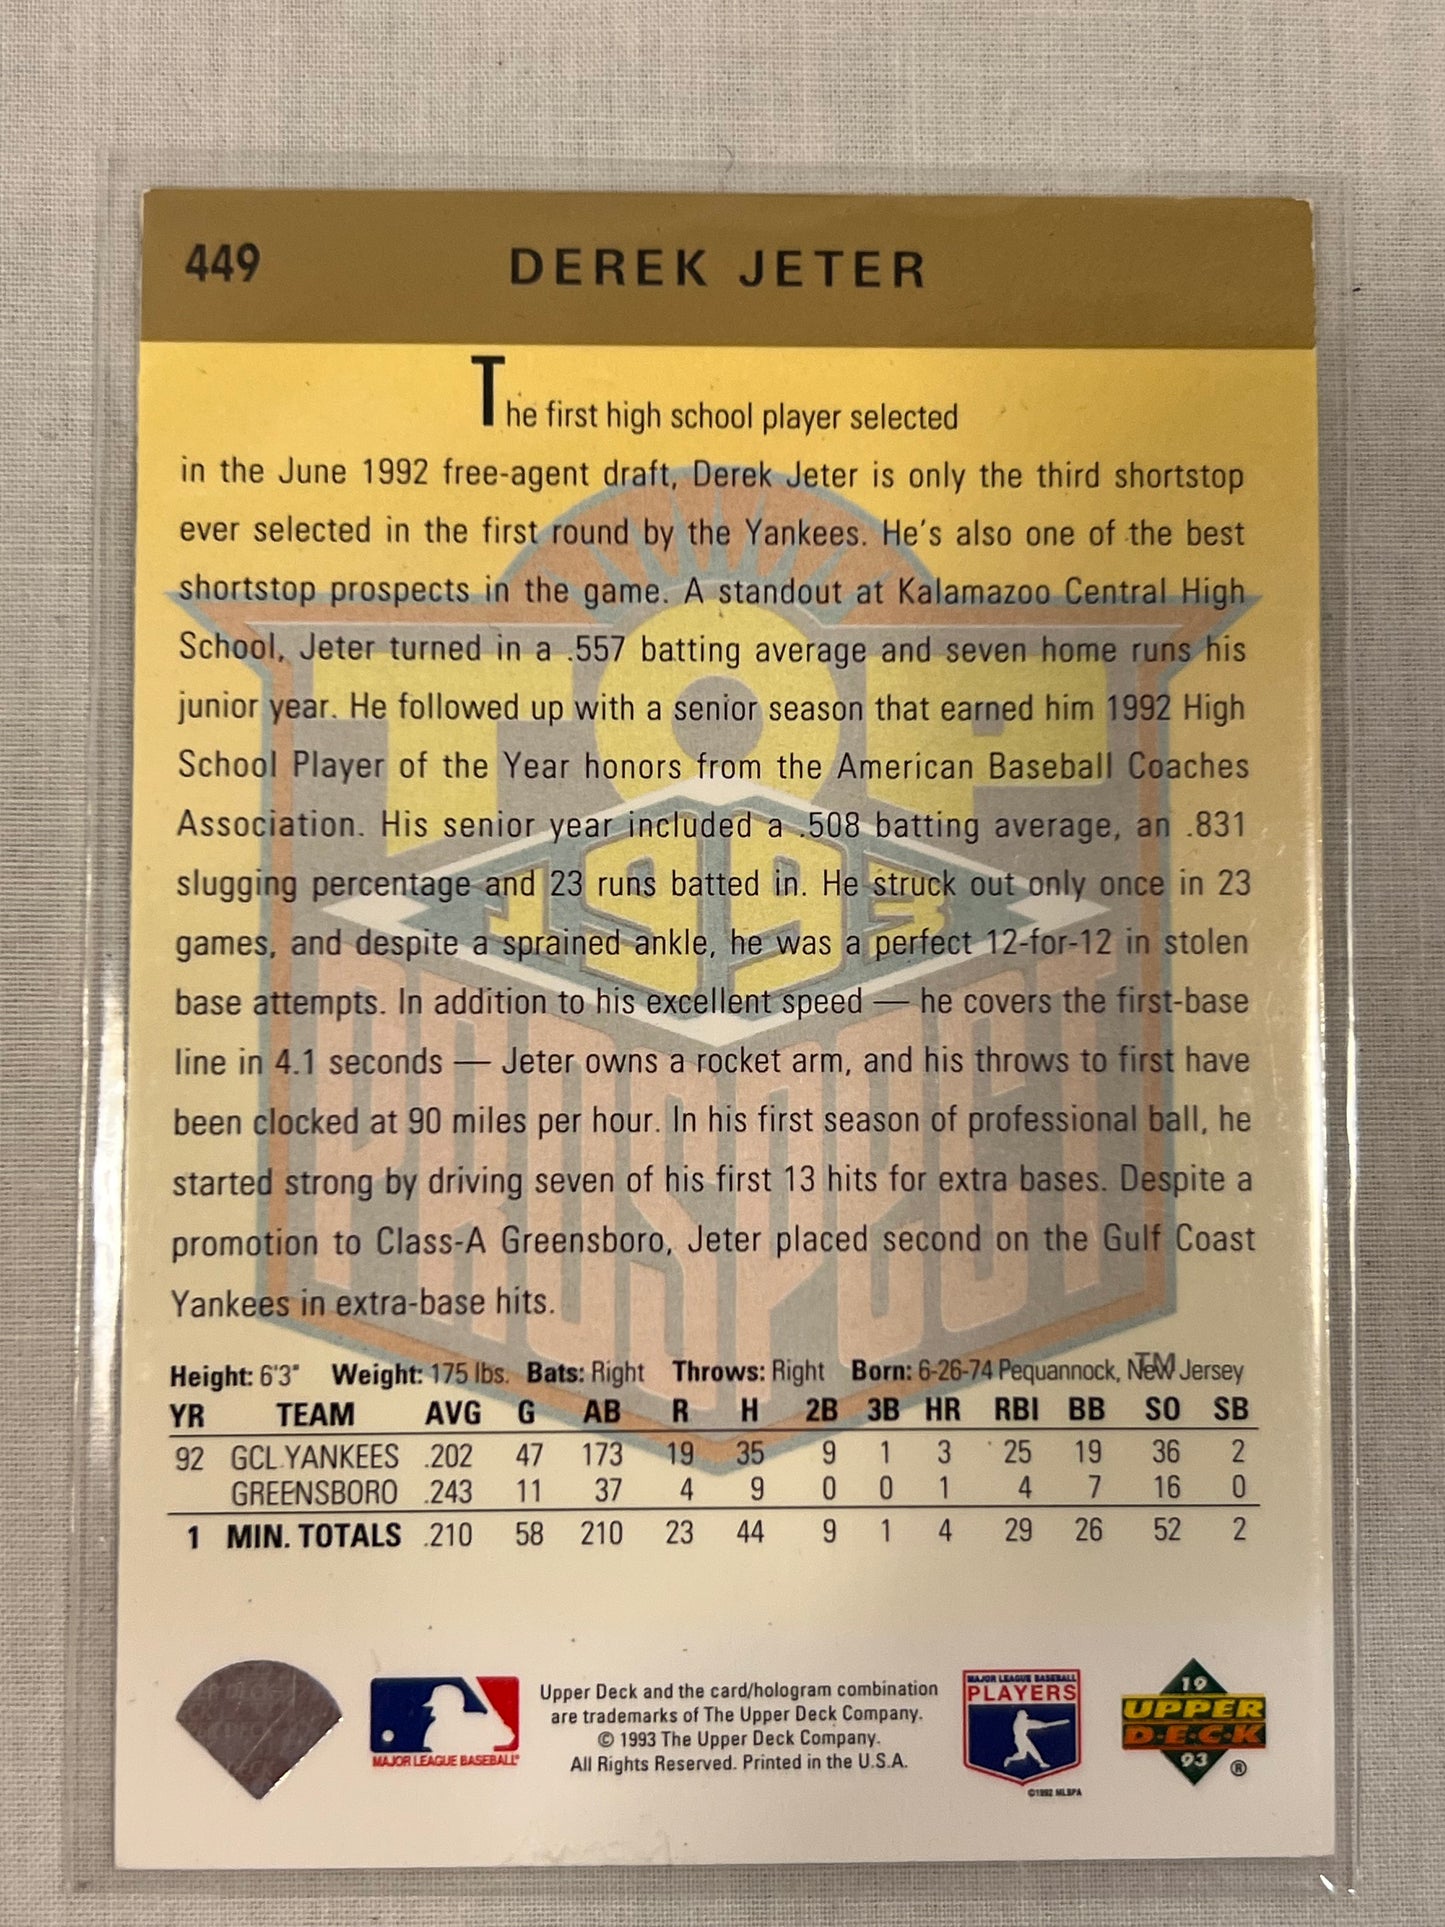 449 DEREK JETER
The first high school player selected
in the June 1992 free-agent draft, Derek Jeter is only the third shortstop
ever selected in the first round by the Yankees. He's also one of the best
shortstop prospects in the game. A standout at Kalamazoo Central High
School, Jeter turned in a .557 batting average and seven home runs his
junior year. He followed up with a senior season that earned him 1992 High
School Player of the Year honors from the American Baseball Coaches
Association. His senior year included a .508 batting average, an .831
slugging percentage and 23 runs batted in. He struck out only once in 23
games, and despite a sprained ankle, he was a perfect 12-for-12 in stolen
base attempts. In addition to his excellent speed — he covers the first-base
line in 4.1 seconds — Jeter owns a rocket arm, and his throws to first have
been clocked at 90 miles per hour. In his first season of professional ball, he
started strong by driving seven of his first 13 hits for extra bases. Despite a
promotion to Class-A Greensboro, Jeter placed second on the Gulf Coast
Yankees in extra-base hits.
TOP
1993
PROSPECT
TM
Height: 6'3" Weight: 175 lbs. Bats: Right Throws: Right Born: 6-26-74 Pequannock, New Jersey
YR TEAM AVG G AB R H 2B 3B HR RBI BB SO SB
92 GCL YANKEES .202 47 173 19 35 9 1 3 25 19 36 2
GREENSBORO .243 11 37 4 9 0 0 1 4 7 16 0
1 MIN. TOTALS .210 58 210 23 44 9 1 4 29 26 52 2
MAJOR LEAGUE BASEBALL
Upper Deck and the card/hologram combination
are trademarks of The Upper Deck Company.
© 1993 The Upper Deck Company.
All Rights Reserved. Printed in the U.S.A.
MAJOR LEAGUE BASEBALL
PLAYERS
©1992 MLBPA
19
UPPER
D·E·C·K
93 ®